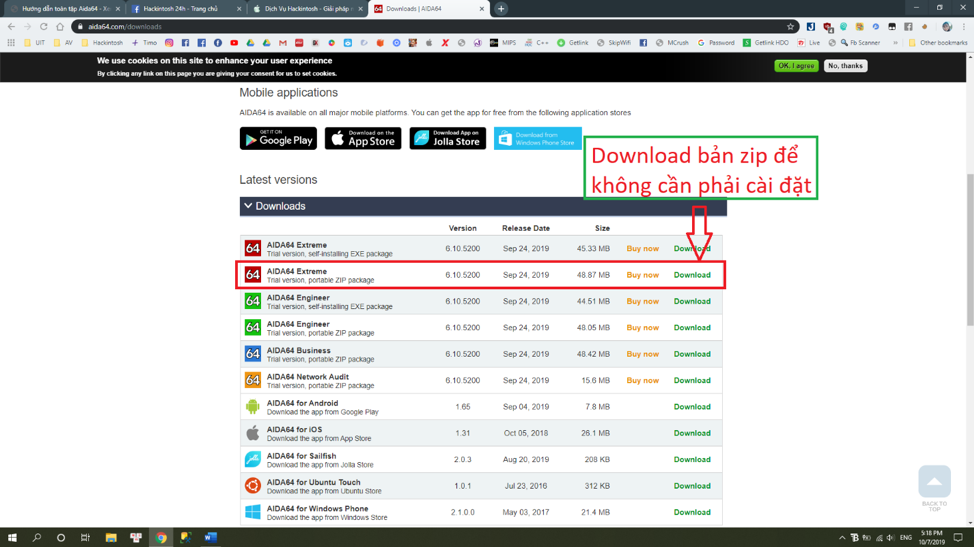 Hướng dẫn toàn tập Aida64 - Xe
Hackintosh 24h - Trang chủ
Dịch Vụ Hackintosh - Giải pháp
Downloads | AIDA64
aida64.com/downloads
UIT
AV
Hackintosh
Timo
MIPS
C++
Getlink
SkipWifi
MCrush
Password
Getlink HDO
Live
Fb Scanner
Other bookmarks
We use cookies on this site to enhance your user experience
By clicking any link on this page you are giving your consent for us to set cookies.
OK, I agree
No, thanks
Mobile applications
AIDA64 is available on all major mobile platforms. You can get the app for free from the following application stores
GET IT ON
Google Play
Download on the
App Store
Download App on
Jolla Store
Download from
Windows Phone Store
Download bản zip để
không cần phải cài đặt
Latest versions
Downloads
Version Release Date Size
AIDA64 Extreme
Trial version, self-installing EXE package
6.10.5200 Sep 24, 2019 45.33 MB Buy now Download
AIDA64 Extreme
Trial version, portable ZIP package
6.10.5200 Sep 24, 2019 48.87 MB Buy now Download
AIDA64 Engineer
Trial version, self-installing EXE package
6.10.5200 Sep 24, 2019 44.51 MB Buy now Download
AIDA64 Engineer
Trial version, portable ZIP package
6.10.5200 Sep 24, 2019 48.05 MB Buy now Download
AIDA64 Business
Trial version, portable ZIP package
6.10.5200 Sep 24, 2019 48.42 MB Buy now Download
AIDA64 Network Audit
Trial version, portable ZIP package
6.10.5200 Sep 24, 2019 15.6 MB Buy now Download
AIDA64 for Android
Download the app from Google Play
1.65 Sep 04, 2019 7.8 MB Download
AIDA64 for iOS
Download the app from App Store
1.31 Oct 05, 2018 26.1 MB Download
AIDA64 for Sailfish
Download the app from Jolla Store
2.0.3 Aug 20, 2019 208 KB Download
AIDA64 for Ubuntu Touch
Download the app from Ubuntu Store
1.0.1 Jul 23, 2016 312 KB Download
AIDA64 for Windows Phone
Download the app from Windows Store
2.1.0.0 May 03, 2017 21.4 MB Download
BACK TO
TOP
ENG
5:18 PM
10/7/2019